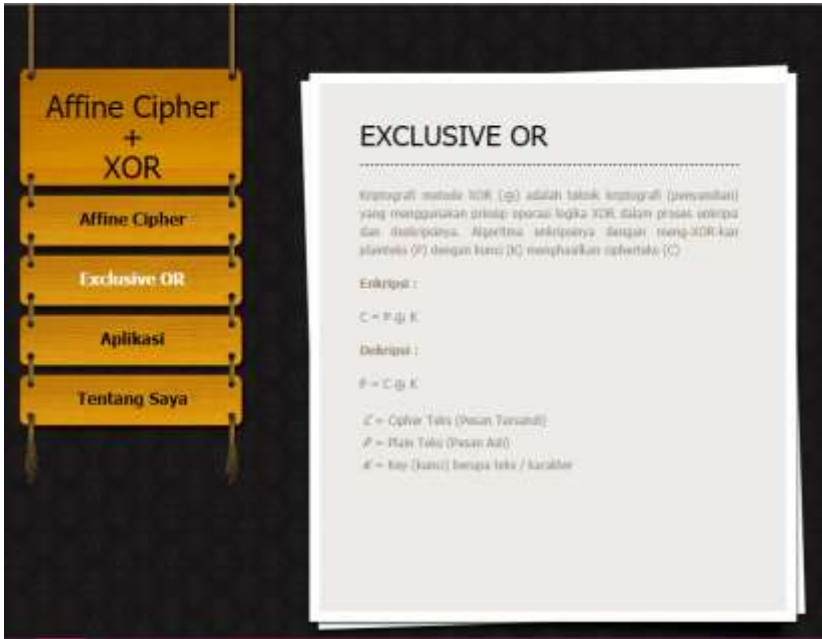 Affine Cipher
+
XOR
Affine Cipher
Exclusive OR
Aplikasi
Tentang Saya
EXCLUSIVE OR
Kriptografi metode XOR (⊕) adalah teknik kriptografi (penyandian)
yang menggunakan prinsip operasi logika XOR dalam proses enkripsi
dan deskripsinya. Algoritma enkripsinya dengan meng-XOR-kan
plainteks (P) dengan kunci (K) menghasilkan cipherteks (C)
Enkripsi :
C = P ⊕ K
Dekripsi :
P = C ⊕ K
C = Cipher Teks (Pesan Tersandi)
P = Plain Teks (Pesan Asli)
K = Key (kunci) berupa teks / karakter